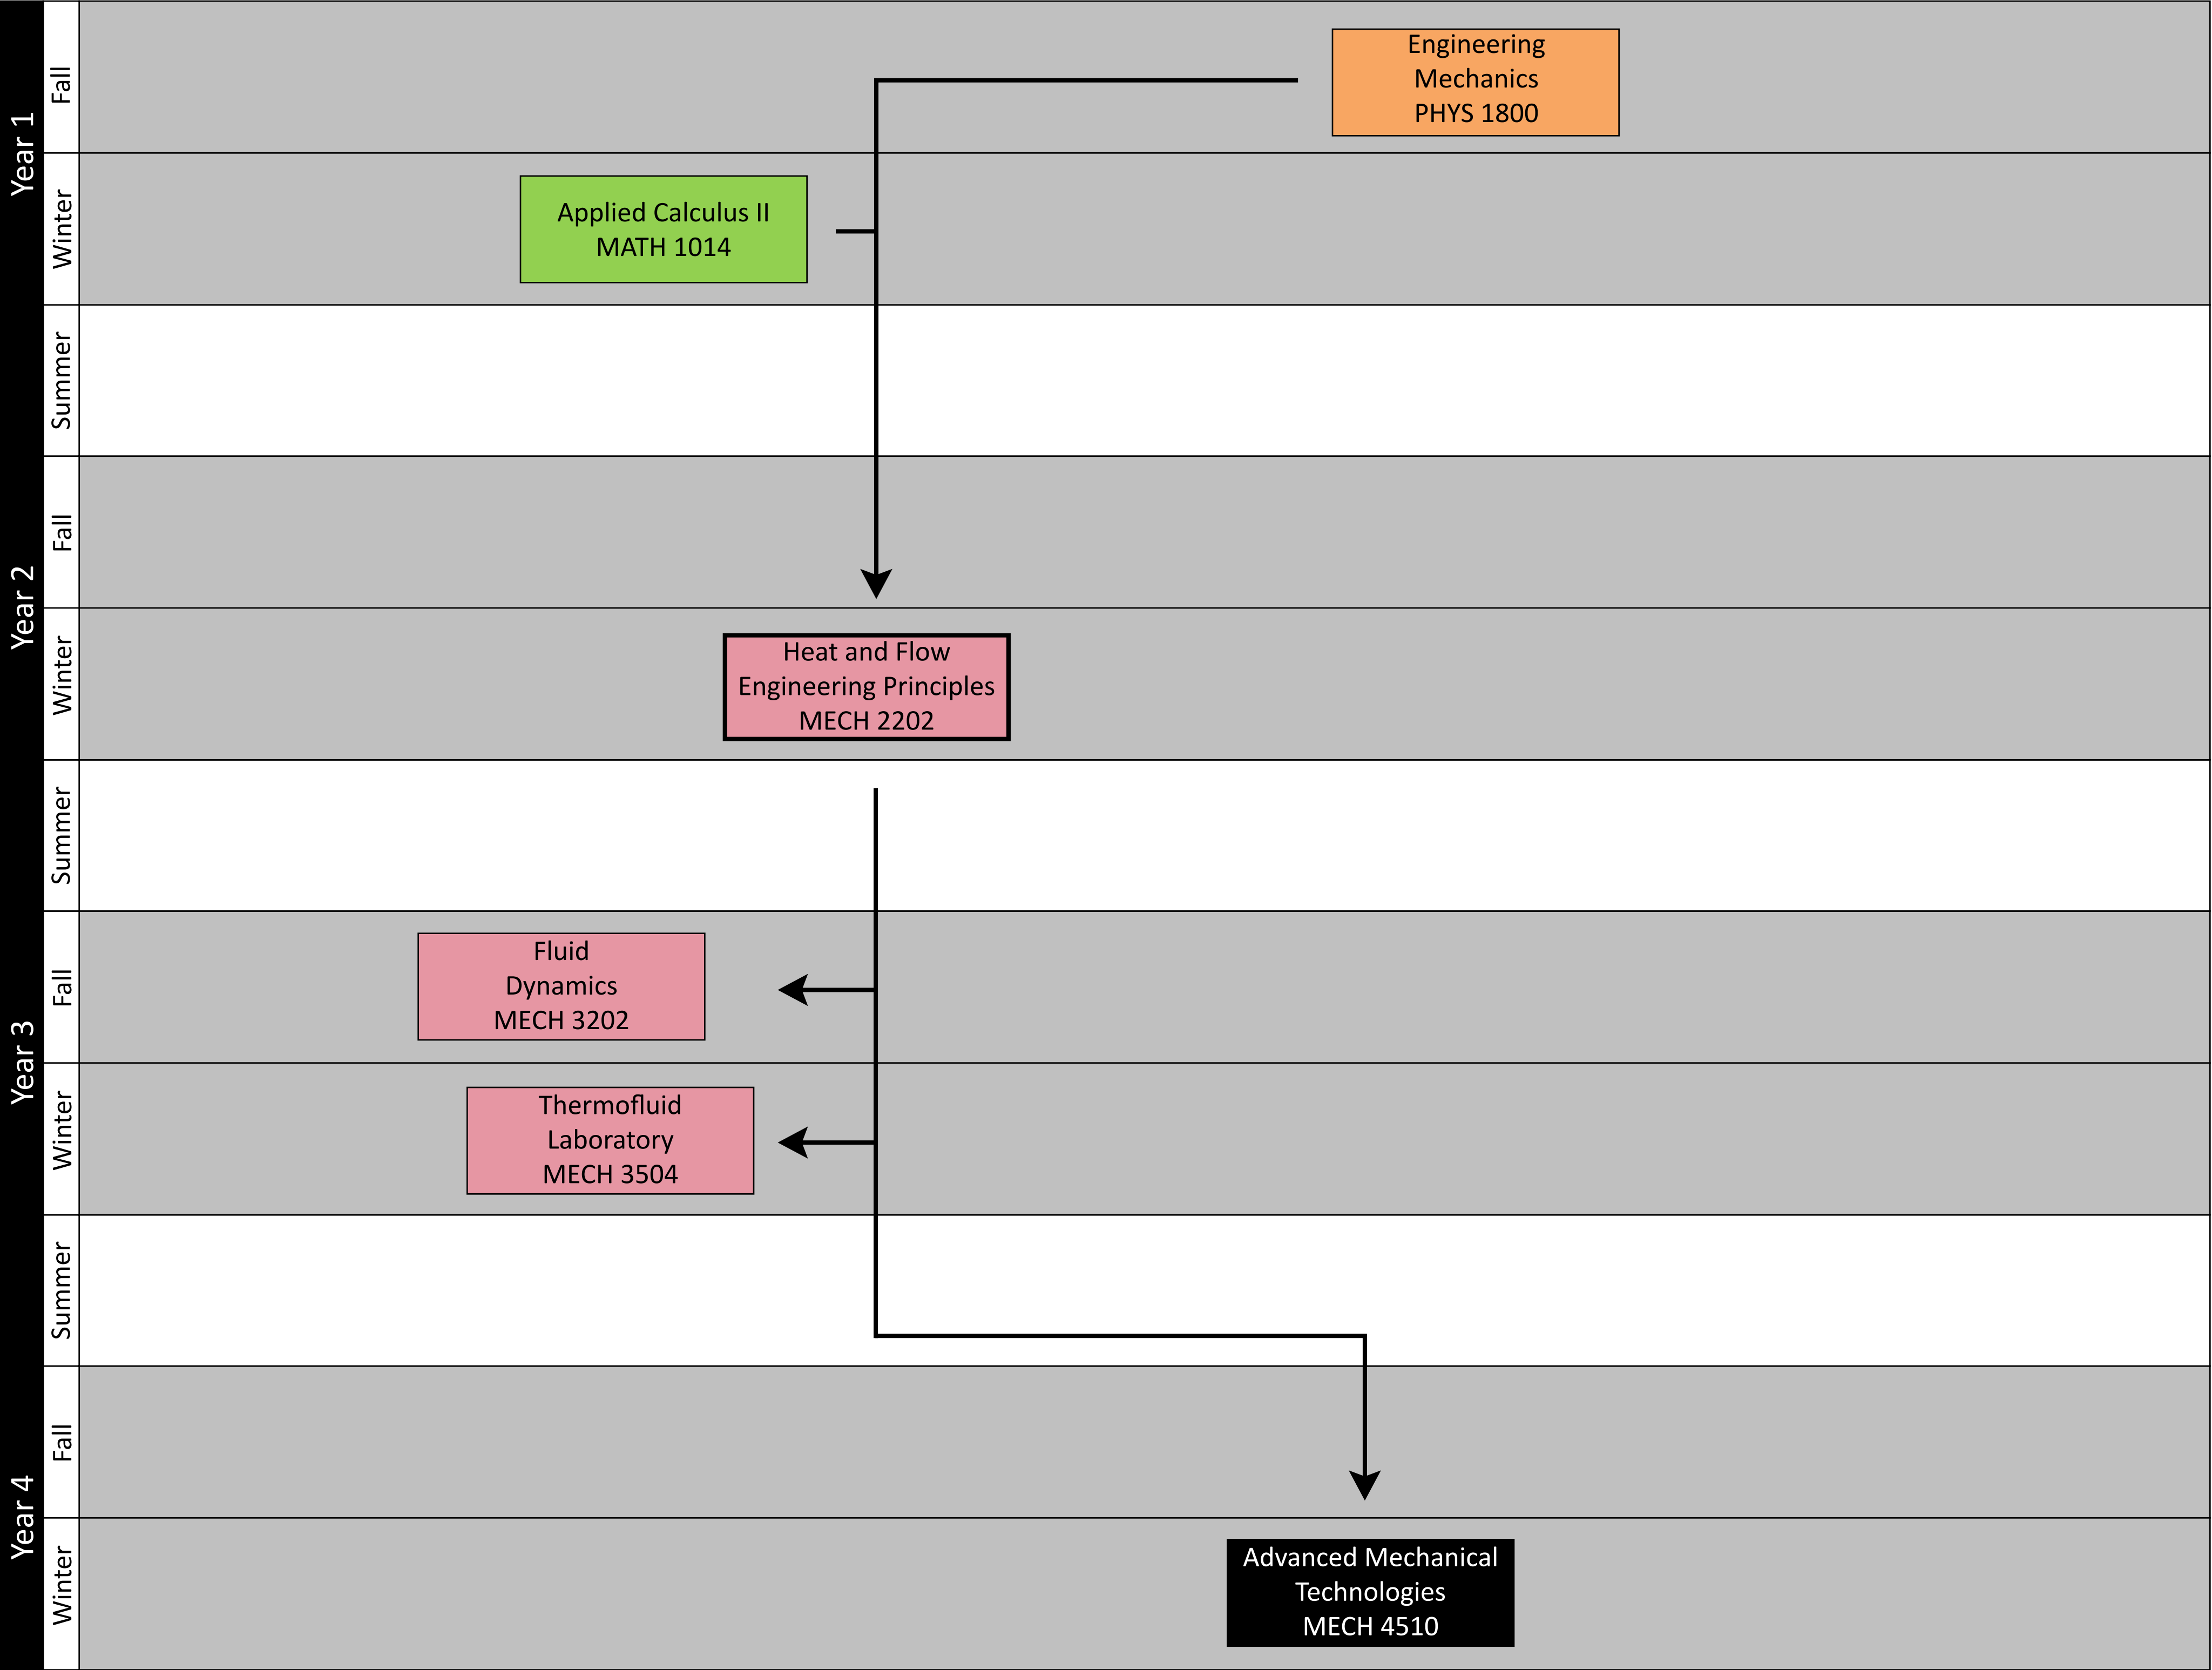 Year 1
Fall
Engineering
Mechanics
PHYS 1800
Winter
Applied Calculus II
MATH 1014
Summer
Year 2
Fall
Winter
Heat and Flow
Engineering Principles
MECH 2202
Summer
Year 3
Fall
Fluid
Dynamics
MECH 3202
Winter
Thermofluid
Laboratory
MECH 3504
Summer
Year 4
Fall
Winter
Advanced Mechanical
Technologies
MECH 4510